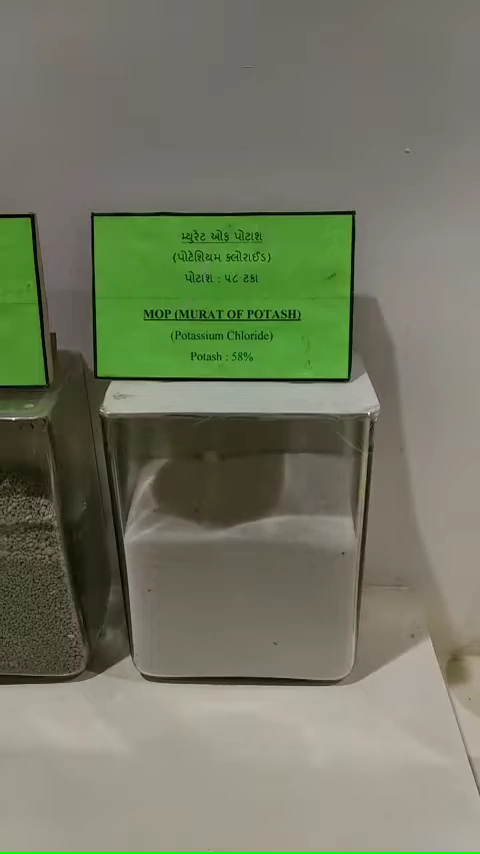 મ્યુરેટ ઓફ પોટાશ
(પોટેશિયમ ક્લોરાઈડ)
પોટાશ : ૫૮ ટકા
MOP (MURAT OF POTASH)
(Potassium Chloride)
Potash : 58%